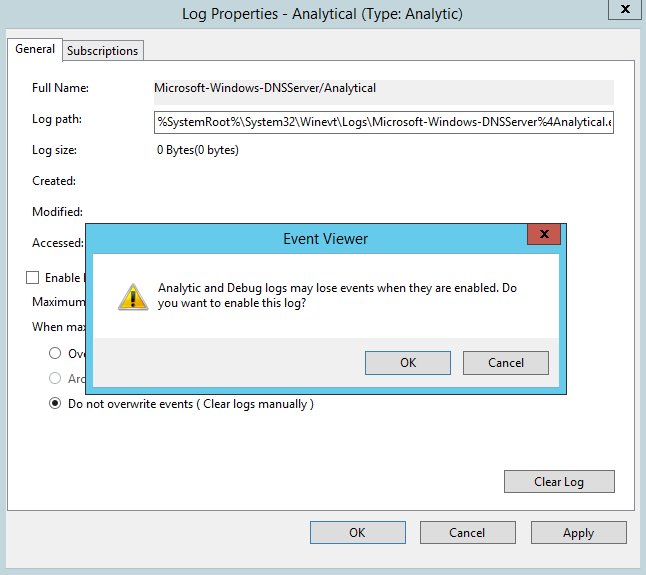 Log Properties - Analytical (Type: Analytic)
X
General
Subscriptions
Full Name:
Microsoft-Windows-DNSServer/Analytical
Log path:
%SystemRoot%\System32\Winevt\Logs\Microsoft-Windows-DNSServer%4Analytical.e
Log size:
0 Bytes(0 bytes)
Created:
Modified:
Accessed:
Event Viewer
X
Enable
Analytic and Debug logs may lose events when they are enabled. Do
you want to enable this log?
Maximum
When
OK
Cancel
Do not overwrite events ( Clear logs manually )
Clear Log
OK
Cancel
Apply